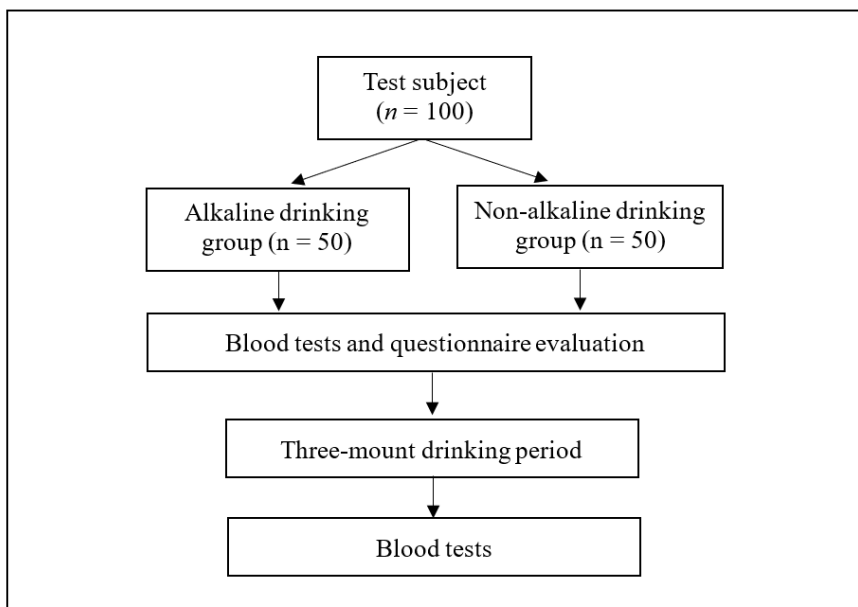 Test subject
(n = 100)
Alkaline drinking
group (n = 50)
Non-alkaline drinking
group (n = 50)
Blood tests and questionnaire evaluation
Three-mount drinking period
Blood tests